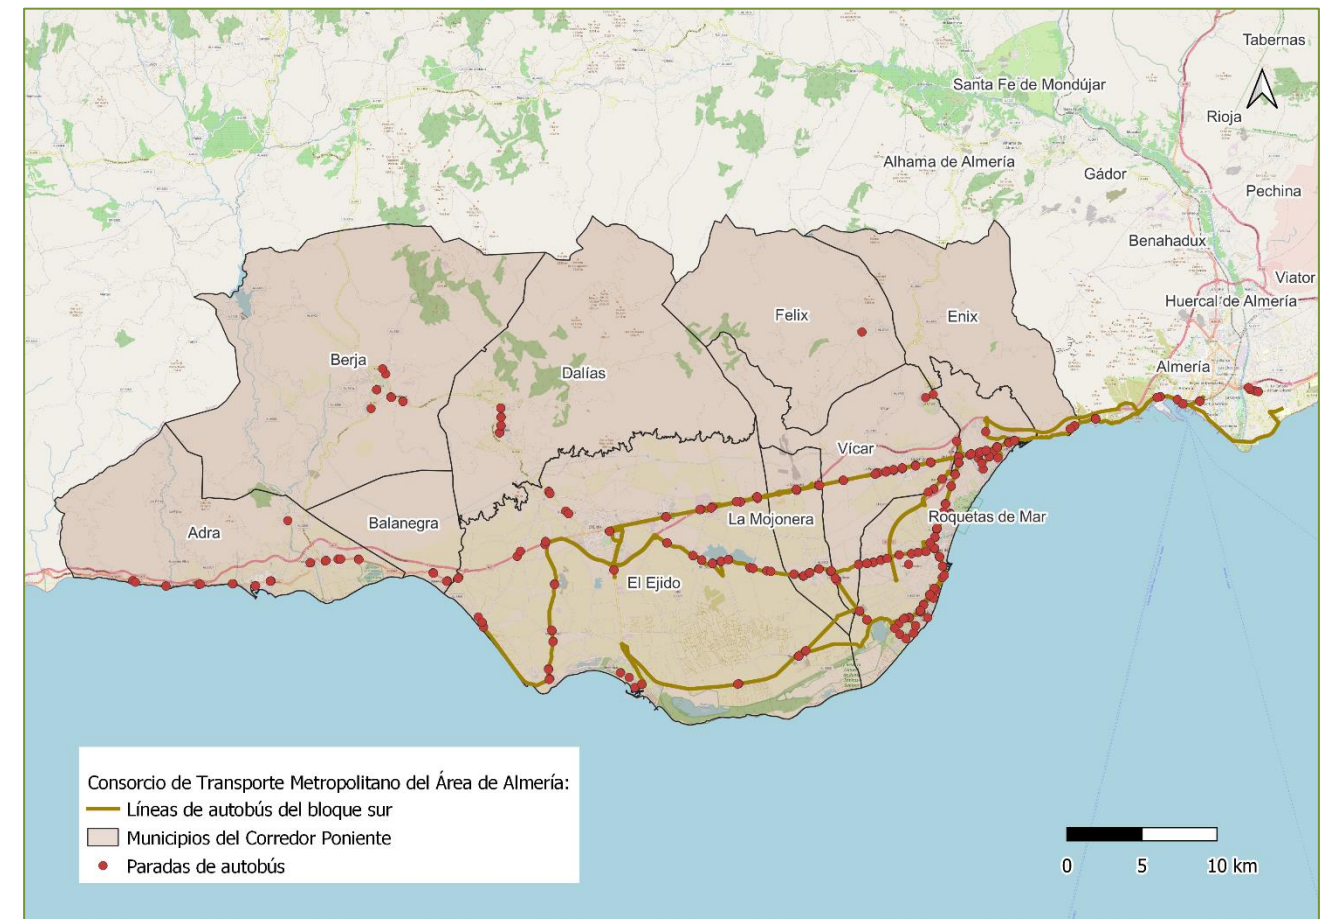 Tabernas
Santa Fe de Mondújar
Rioja
Alhama de Almería
Gádor
Pechina
Benahadux
Viator
Huercal de Almería
Felix
Enix
Berja
Dalías
Almería
Vícar
Adra
Balanegra
La Mojonera
Roquetas de Mar
El Ejido
Consorcio de Transporte Metropolitano del Área de Almería:
Líneas de autobús del bloque sur
Municipios del Corredor Poniente
Paradas de autobús
0 5 10 km